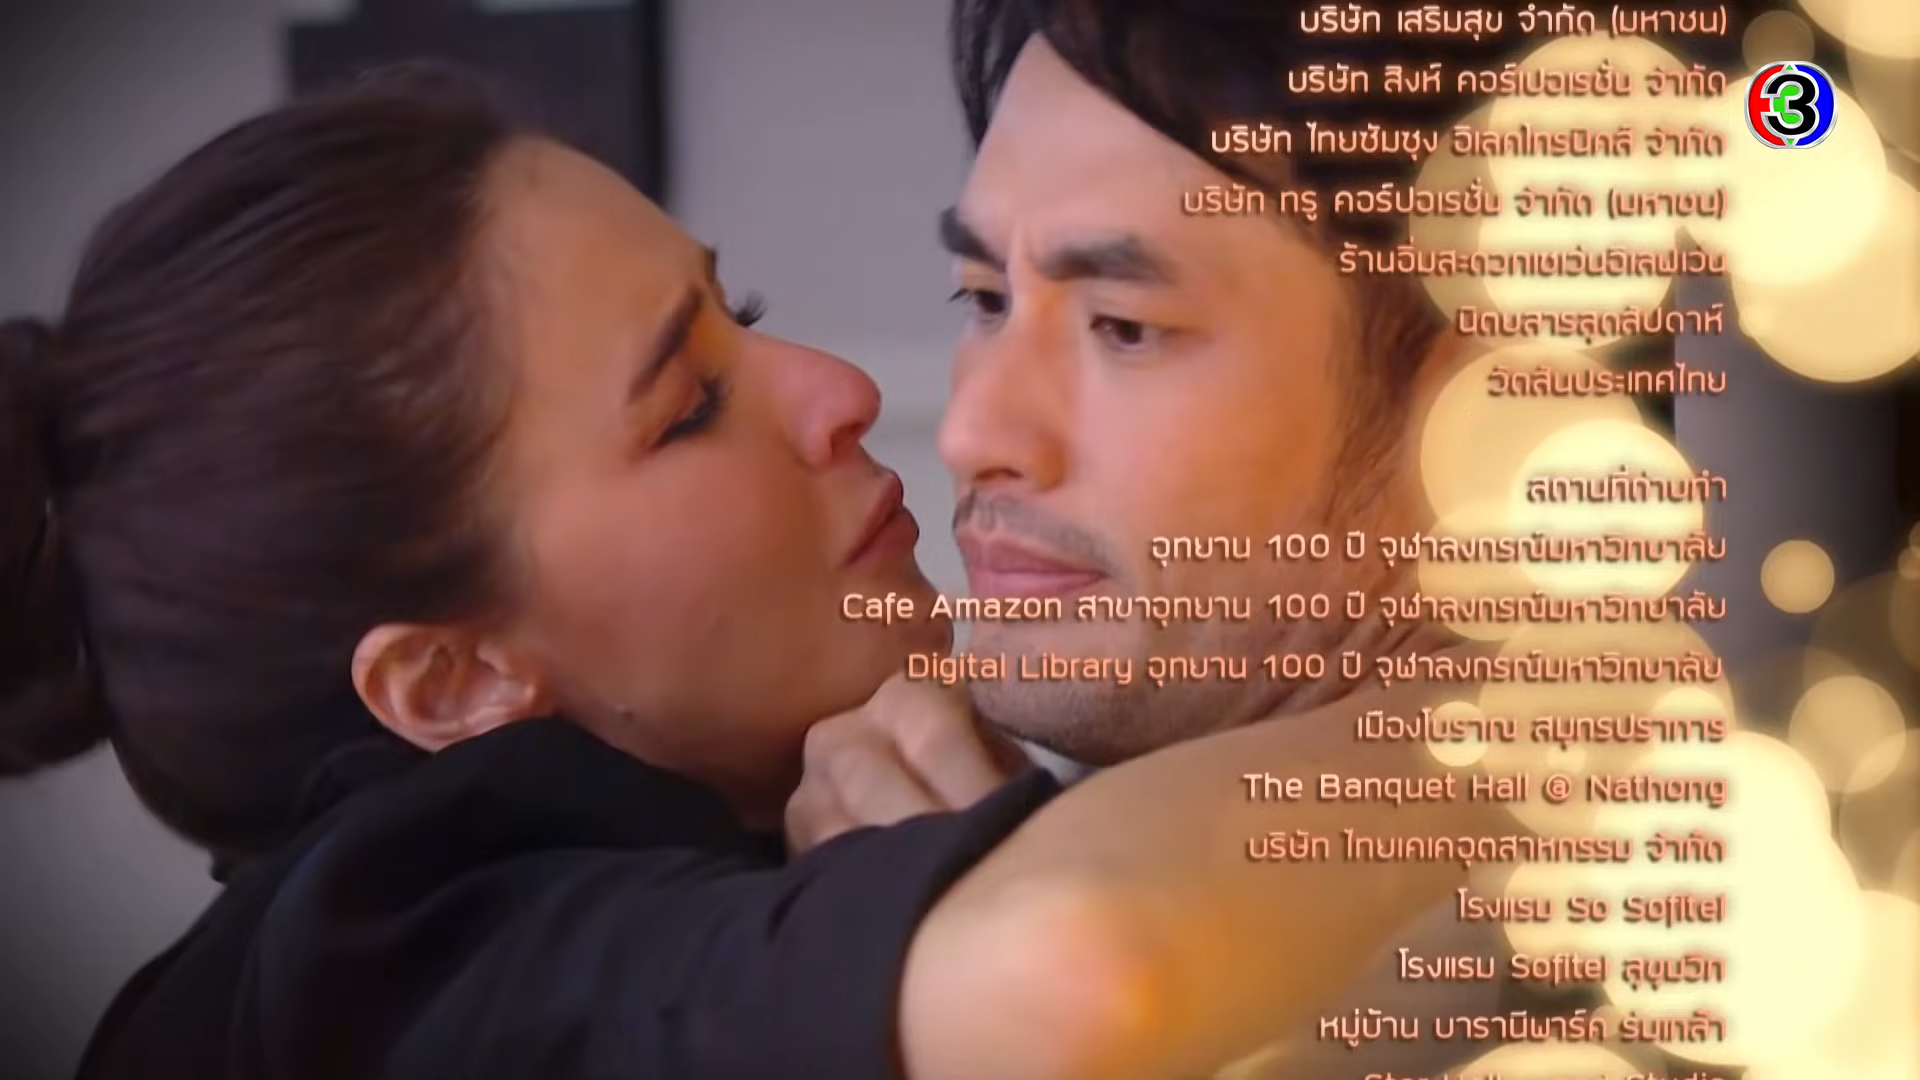 บริษัท เสริมสุข จำกัด (มหาชน)
บริษัท สิงห์ คอร์เปอเรชั่น จำกัด
3
บริษัท ไทยซัมซุง อิเลคโทรนิคส์ จำกัด
บริษัท ทรู คอร์ปอเรชั่น จำกัด (มหาชน)
ร้านอิ่มสะดวกเซเว่นอิเลฟเว่น
นิตยสารสุดสัปดาห์
วัดสินประเทศไทย
สถานที่ถ่ายทำ
อุทยาน 100 ปี จุฬาลงกรณ์มหาวิทยาลัย
Cafe Amazon สาขาอุทยาน 100 ปี จุฬาลงกรณ์มหาวิทยาลัย
Digital Library อุทยาน 100 ปี จุฬาลงกรณ์มหาวิทยาลัย
เมืองโบราณ สมุทรปราการ
The Banquet Hall @ Nathong
บริษัท ไทยเคเคอุตสาหกรรม จำกัด
โรงแรม So Sofitel
โรงแรม Sofitel สุขุมวิท
หมู่บ้าน บารานีพาร์ค ร่มเกล้า